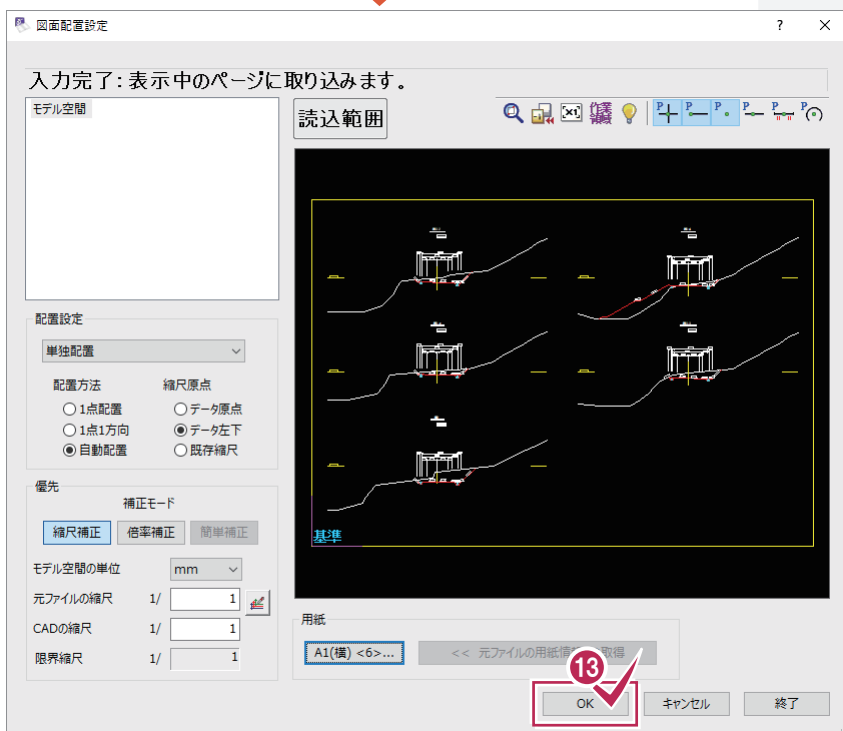 図面配置設定
? ×
入力完了:表示中のページに取り込みます。
モデル空間
読込範囲
作業
P P P P P P
配置設定
単独配置
配置方法 縮尺原点
1点配置 データ原点
1点1方向 データ左下
自動配置 既存縮尺
優先
補正モード
縮尺補正 倍率補正 簡単補正
モデル空間の単位 mm
元ファイルの縮尺 1/ 1
CADの縮尺 1/ 1
限界縮尺 1/ 1
基準
用紙
A1(横) <6>... << 元ファイルの用紙情 取得
13
OK キャンセル 終了